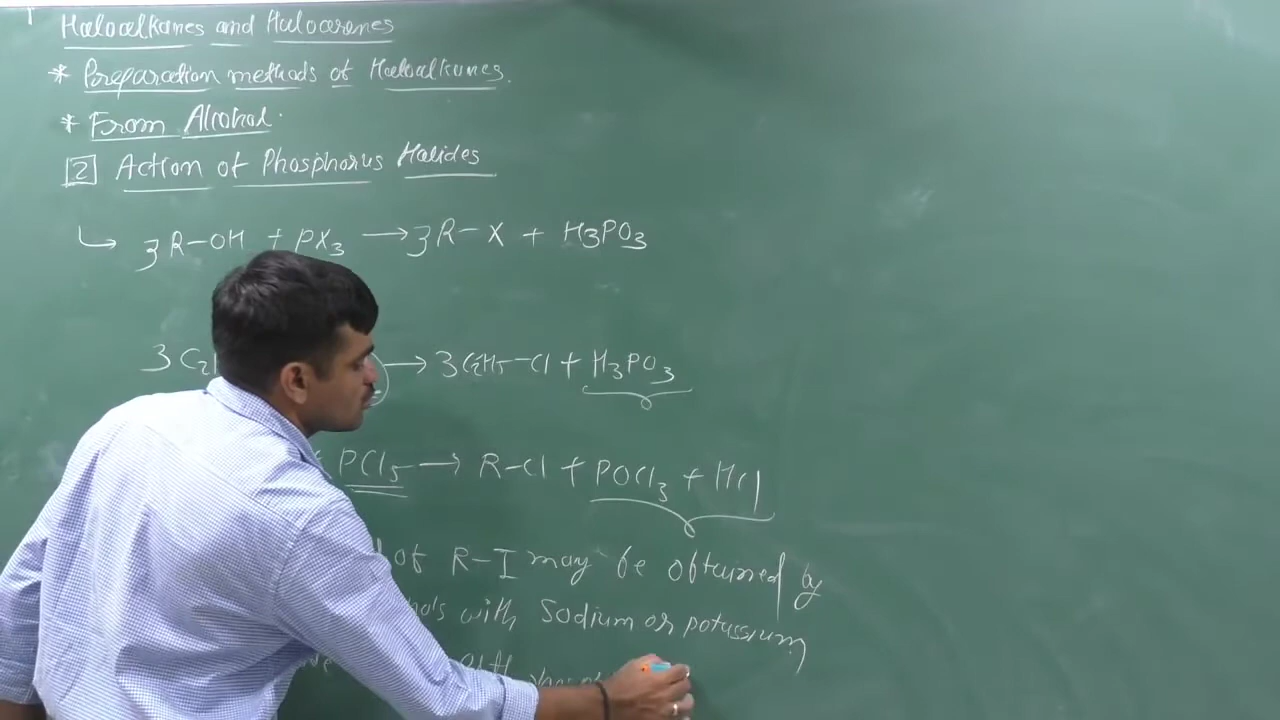 Haloalkanes and Haloarenes
* Preparation methods of Haloalkanes.
* From Alcohol.
[2] Action of Phosphorus Halides
↳ 3R-OH + PX3 → 3R-X + H3PO3
3 → 3C2H5-Cl + H3PO3
PCl5 → R-Cl + POCl3 + HCl
of R-I may be obtained by
with Sodium or potassium